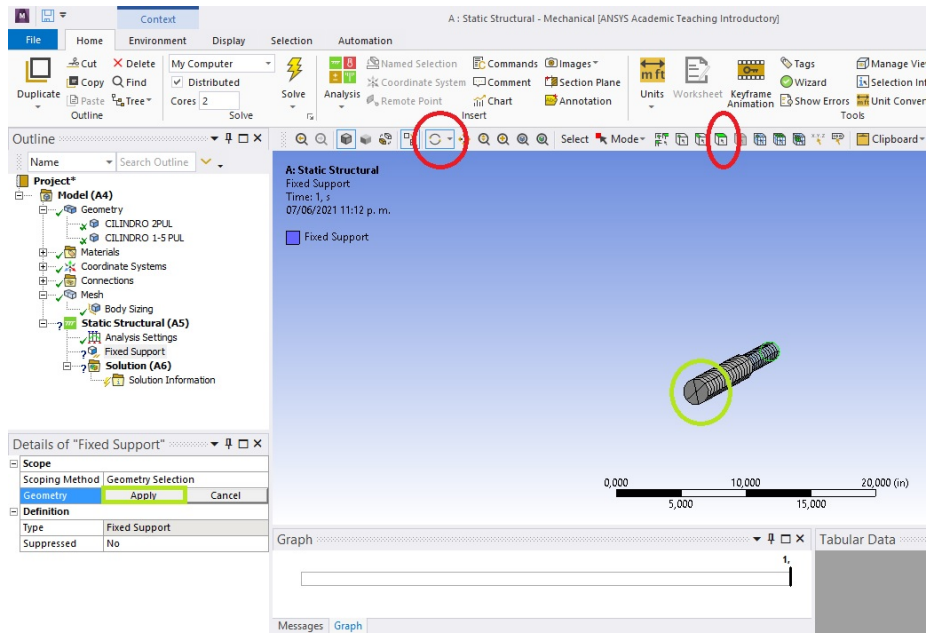 Context
A : Static Structural - Mechanical [ANSYS Academic Teaching Introductory]
File Home Environment Display Selection Automation
Duplicate
Cut
Copy
Paste
Delete
Find
Tree
Outline
My Computer
Distributed
Cores 2
Solve
Solve
Analysis
Named Selection
Coordinate System
Remote Point
Commands
Comment
Chart
Images
Section Plane
Annotation
Insert
Units
Worksheet
Keyframe
Animation
Tags
Wizard
Show Errors
Manage Vie
Selection Inf
Unit Conver
Tools
Outline
Name Search Outline
Select Mode Clipboard
Project*
Model (A4)
Geometry
CILINDRO 2PUL
CILINDRO 1-5 PUL
Materials
Coordinate Systems
Connections
Mesh
Body Sizing
Static Structural (A5)
Analysis Settings
Fixed Support
Solution (A6)
Solution Information
A: Static Structural
Fixed Support
Time: 1, s
07/06/2021 11:12 p. m.
Fixed Support
0,000 10,000 20,000 (in)
5,000 15,000
Details of "Fixed Support"
Scope
Scoping Method Geometry Selection
Geometry Apply Cancel
Definition
Type Fixed Support
Suppressed No
Graph
1,
Messages Graph
Tabular Data